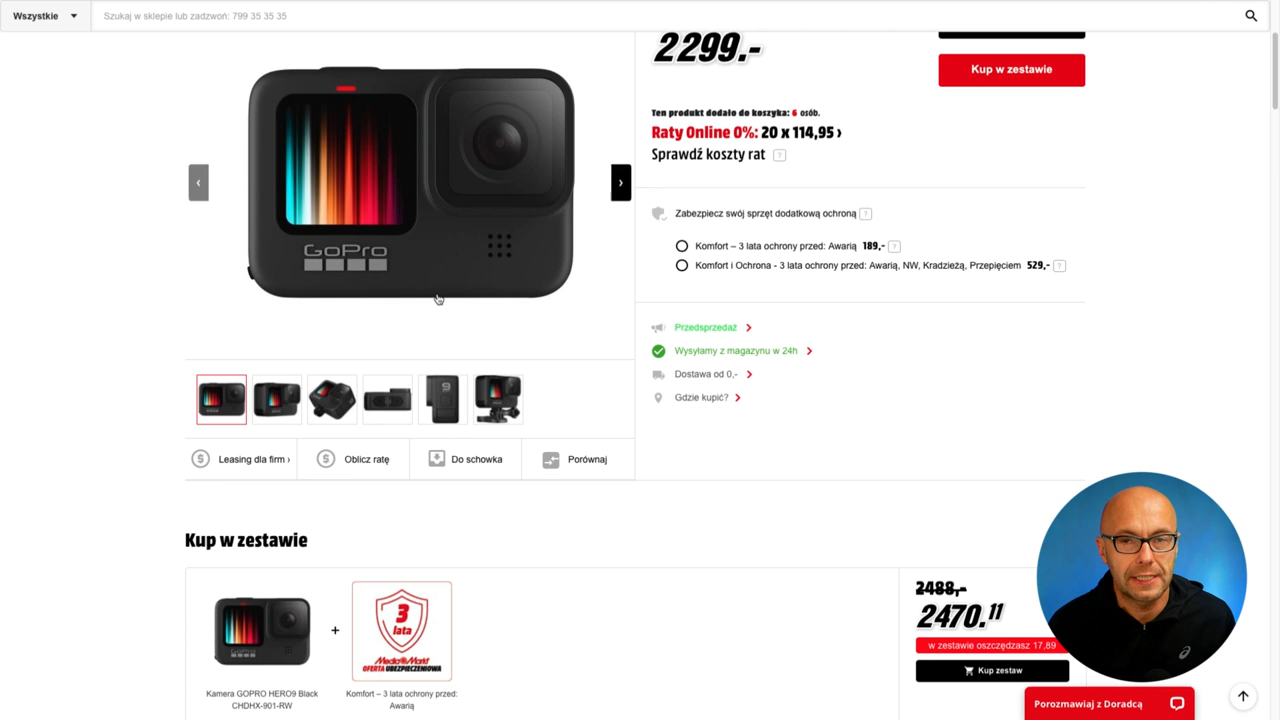 Wszystkie
Szukaj w sklepie lub zadzwoń: 799 35 35 35
2299.-
Kup w zestawie
Ten produkt dodało do koszyka: 6 osób.
Raty Online 0%: 20 x 114,95 ›
Sprawdź koszty rat ?
Zabezpiecz swój sprzęt dodatkową ochroną ?
Komfort – 3 lata ochrony przed: Awarią 189,- ?
Komfort i Ochrona - 3 lata ochrony przed: Awarią, NW, Kradzieżą, Przepięciem 529,- ?
GoPro
Przedsprzedaż
Wysyłamy z magazynu w 24h
Dostawa od 0,-
Gdzie kupić?
Leasing dla firm ›
Oblicz ratę
Do schowka
Porównaj
Kup w zestawie
GoPro
+
3
lata
MediaMarkt
OFERTA UBEZPIECZENIOWA
Kamera GOPRO HERO9 Black
CHDHX-901-RW
Komfort – 3 lata ochrony przed:
Awarią
2488,-
2470.11
w zestawie oszczędzasz 17,89
Kup zestaw
Porozmawiaj z Doradcą